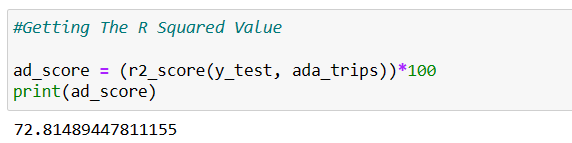 #Getting The R Squared Value
ad_score = (r2_score(y_test, ada_trips))*100
print(ad_score)
72.81489447811155